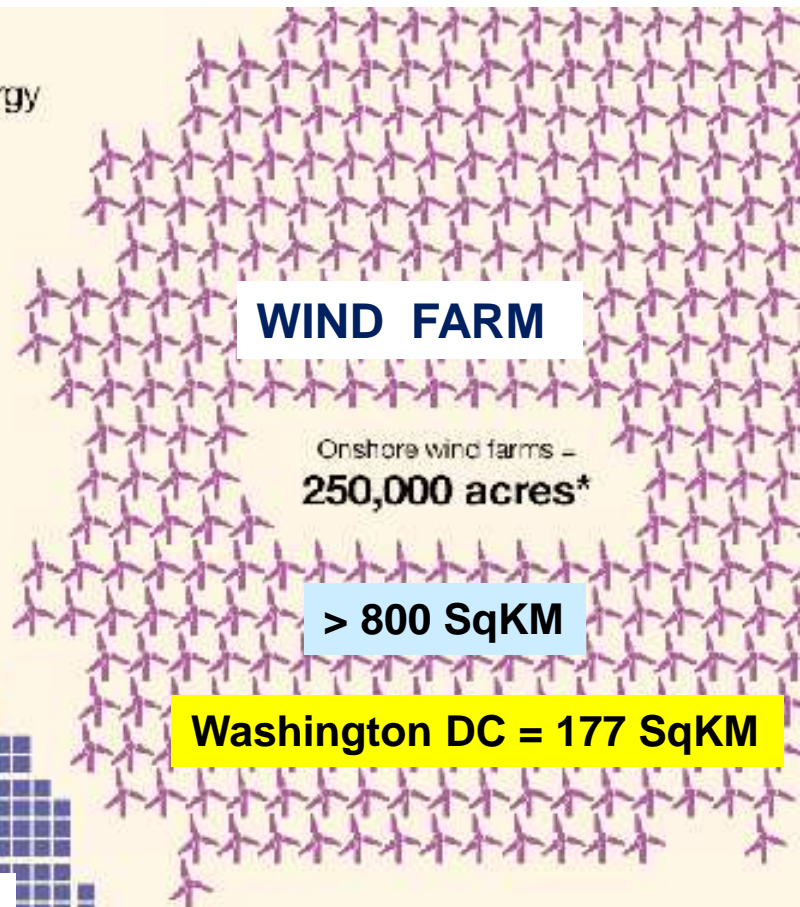 rgy
WIND FARM
Onshore wind farms =
250,000 acres*
> 800 SqKM
Washington DC = 177 SqKM